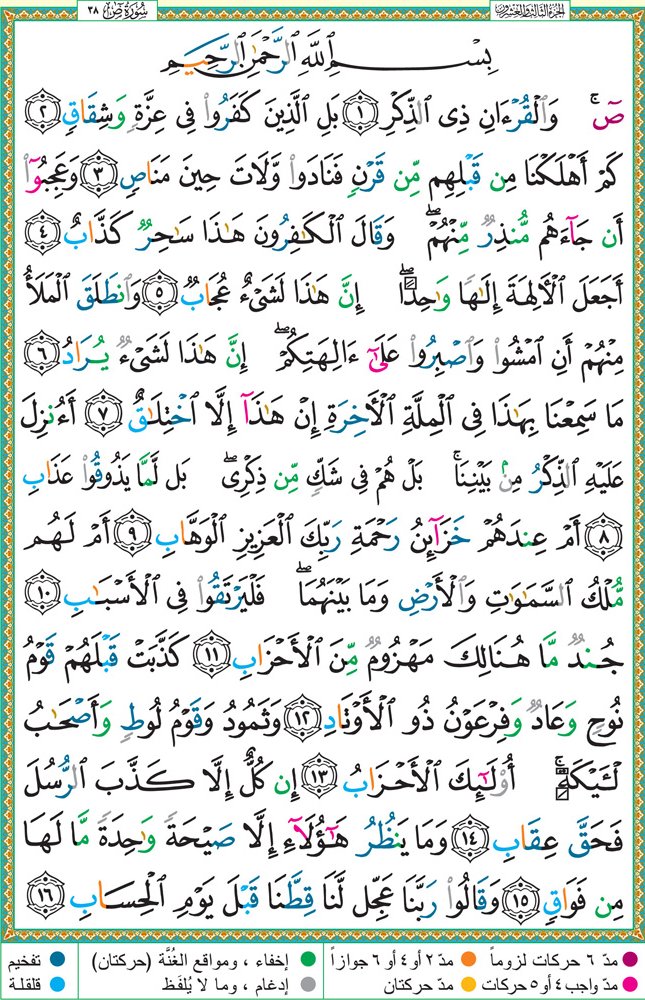 سُورَةُ صٓ ٣٨
الجزء الثالث والعشرون
بِسْمِ ٱللَّهِ ٱلرَّحْمَٰنِ ٱلرَّحِيمِ
صٓۚ وَٱلْقُرْءَانِ ذِى ٱلذِّكْرِ ١ بَلِ ٱلَّذِينَ كَفَرُوا۟ فِى عِزَّةٍ وَشِقَاقٍ ٢
كَمْ أَهْلَكْنَا مِن قَبْلِهِم مِّن قَرْنٍ فَنَادَوا۟ وَّلَاتَ حِينَ مَنَاصٍ ٣ وَعَجِبُوٓا۟
أَن جَآءَهُم مُّنذِرٌ مِّنْهُمْۖ وَقَالَ ٱلْكَٰفِرُونَ هَٰذَا سَٰحِرٌ كَذَّابٌ ٤
أَجَعَلَ ٱلْءَالِهَةَ إِلَٰهًا وَٰحِدًاۖ إِنَّ هَٰذَا لَشَىْءٌ عُجَابٌ ٥ وَٱنطَلَقَ ٱلْمَلَأُ
مِنْهُمْ أَنِ ٱمْشُوا۟ وَٱصْبِرُوا۟ عَلَىٰٓ ءَالِهَتِكُمْۖ إِنَّ هَٰذَا لَشَىْءٌ يُرَادُ ٦
مَا سَمِعْنَا بِهَٰذَا فِى ٱلْمِلَّةِ ٱلْءَاخِرَةِ إِنْ هَٰذَآ إِلَّا ٱخْتِلَٰقٌ ٧ أَءُنزِلَ
عَلَيْهِ ٱلذِّكْرُ مِنۢ بَيْنِنَاۚ بَلْ هُمْ فِى شَكٍّ مِّن ذِكْرِىۖ بَل لَّمَّا يَذُوقُوا۟ عَذَابِ
٨ أَمْ عِندَهُمْ خَزَآئِنُ رَحْمَةِ رَبِّكَ ٱلْعَزِيزِ ٱلْوَهَّابِ ٩ أَمْ لَهُم
مُّلْكُ ٱلسَّمَٰوَٰتِ وَٱلْأَرْضِ وَمَا بَيْنَهُمَاۖ فَلْيَرْتَقُوا۟ فِى ٱلْأَسْبَٰبِ ١٠
جُندٌ مَّا هُنَالِكَ مَهْزُومٌ مِّنَ ٱلْأَحْزَابِ ١١ كَذَّبَتْ قَبْلَهُمْ قَوْمُ
نُوحٍ وَعَادٌ وَفِرْعَوْنُ ذُو ٱلْأَوْتَادِ ١٢ وَثَمُودُ وَقَوْمُ لُوطٍ وَأَصْحَٰبُ
لْـَٔيْكَةِۚ أُو۟لَٰٓئِكَ ٱلْأَحْزَابُ ١٣ إِن كُلٌّ إِلَّا كَذَّبَ ٱلرُّسُلَ
فَحَقَّ عِقَابِ ١٤ وَمَا يَنظُرُ هَٰٓؤُلَآءِ إِلَّا صَيْحَةً وَٰحِدَةً مَّا لَهَا
مِن فَوَاقٍ ١٥ وَقَالُوا۟ رَبَّنَا عَجِّل لَّنَا قِطَّنَا قَبْلَ يَوْمِ ٱلْحِسَابِ ١٦
مدّ ٦ حركات لزوماً مدّ ٢ أو ٤ أو ٦ جوازاً إخفاء ، ومواقع الغُنَّة (حركتان) تفخيم
مدّ واجب ٤ أو ٥ حركات مدّ حركتان إدغام ، وما لا يُلفَظ قلقلة